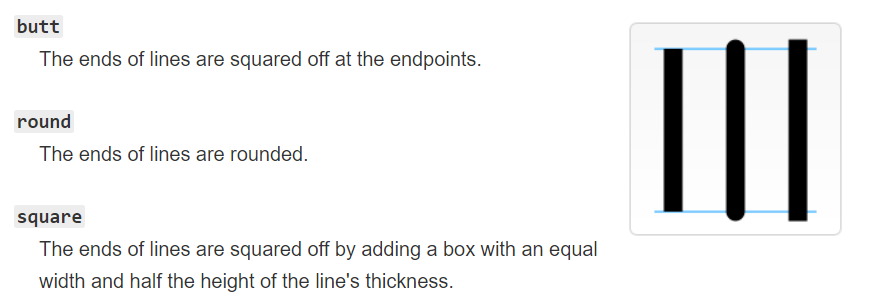 butt
The ends of lines are squared off at the endpoints.
round
The ends of lines are rounded.
square
The ends of lines are squared off by adding a box with an equal
width and half the height of the line's thickness.